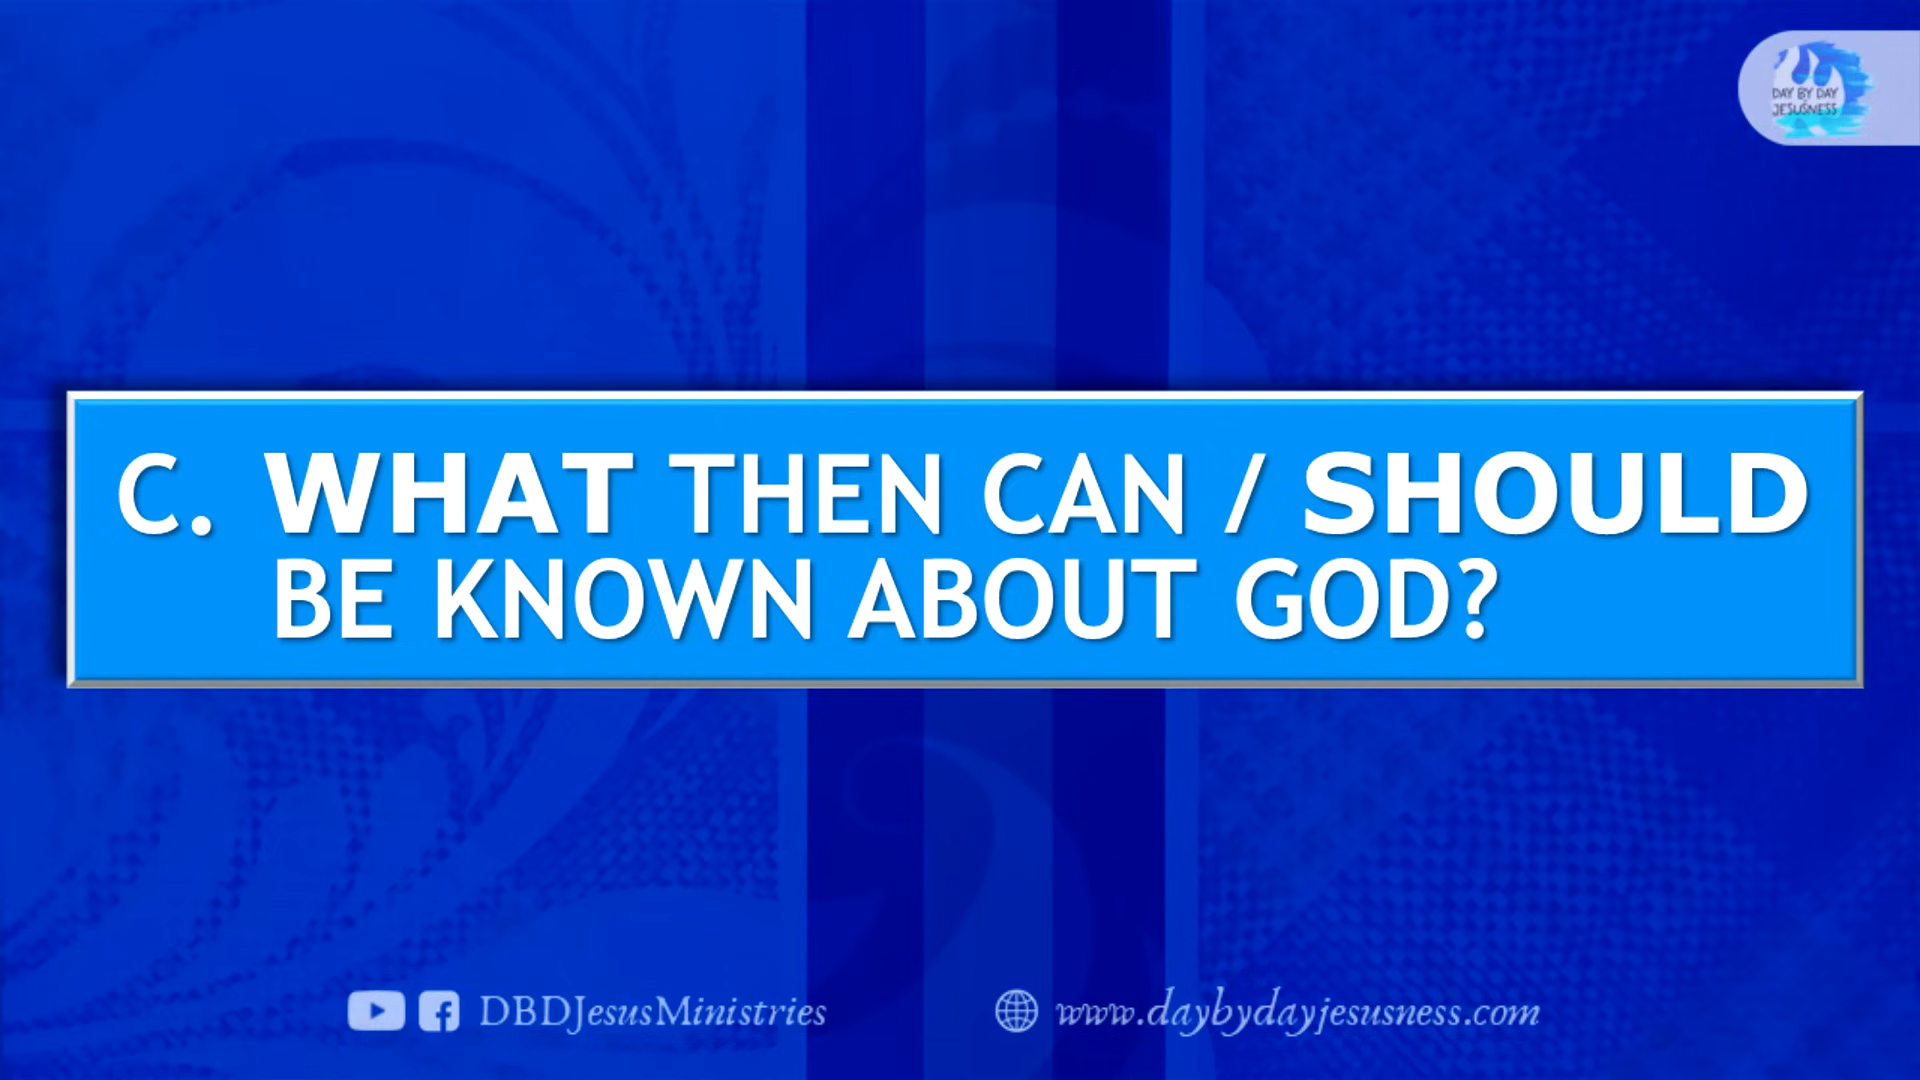 DAY BY DAY
JESUSNESS
C. WHAT THEN CAN / SHOULD
BE KNOWN ABOUT GOD?
DBDJesusMinistries
www.daybydayjesusness.com